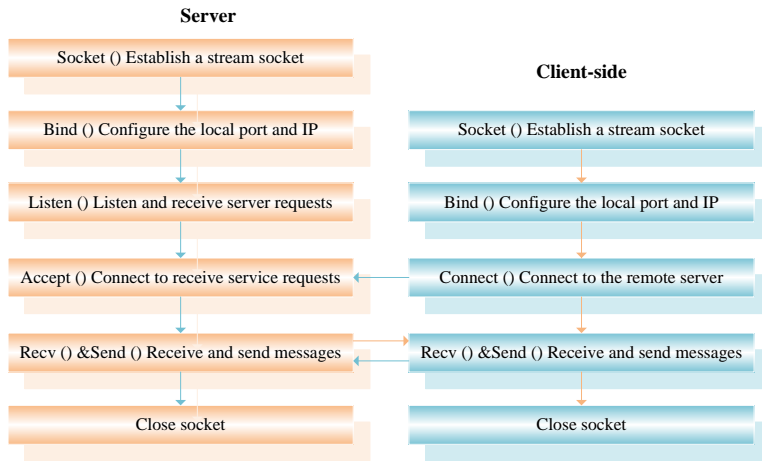 Server
Socket () Establish a stream socket
Bind () Configure the local port and IP
Listen () Listen and receive server requests
Accept () Connect to receive service requests
Recv () &Send () Receive and send messages
Close socket
Client-side
Socket () Establish a stream socket
Bind () Configure the local port and IP
Connect () Connect to the remote server
Recv () &Send () Receive and send messages
Close socket